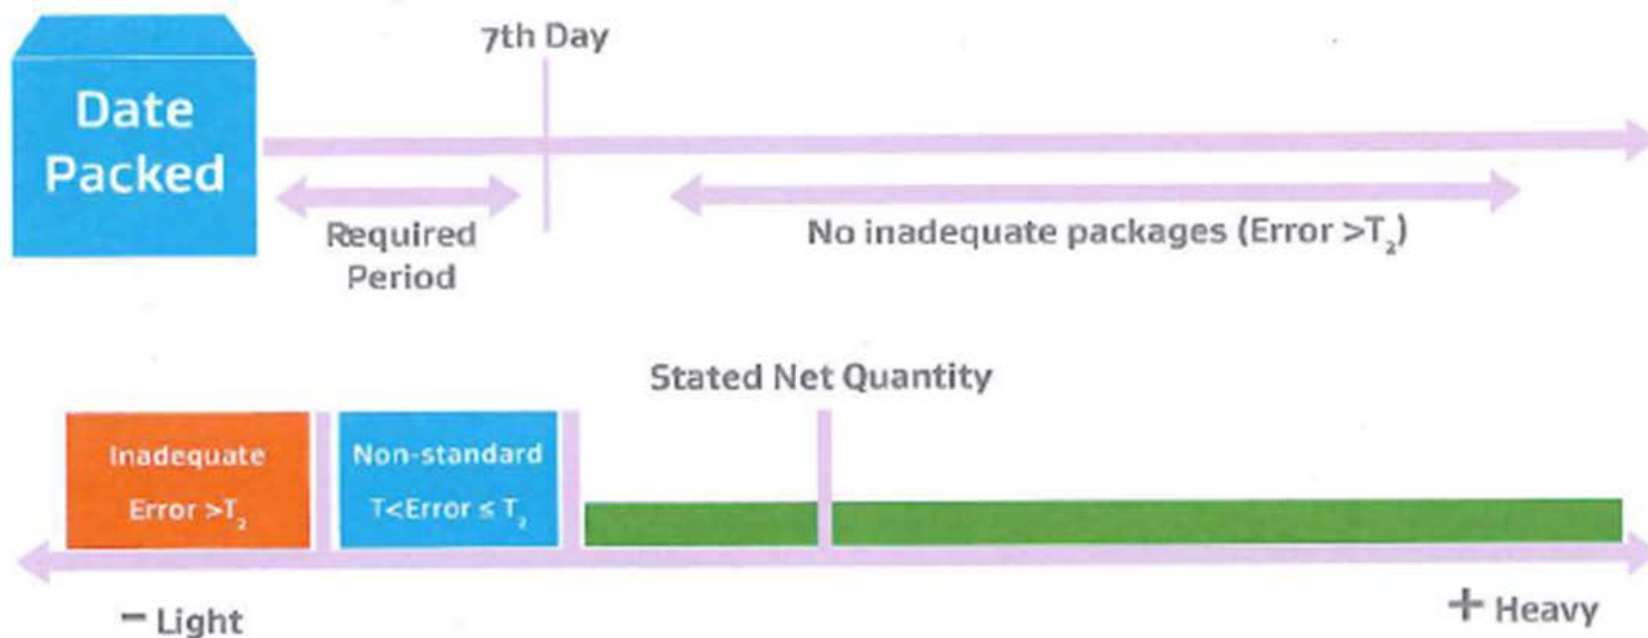 7th Day
Date
Packed
Required
Period
No inadequate packages (Error >T₂)
Stated Net Quantity
Inadequate
Error >T₂
Non-standard
T<Error ≤ T₂
− Light
+ Heavy